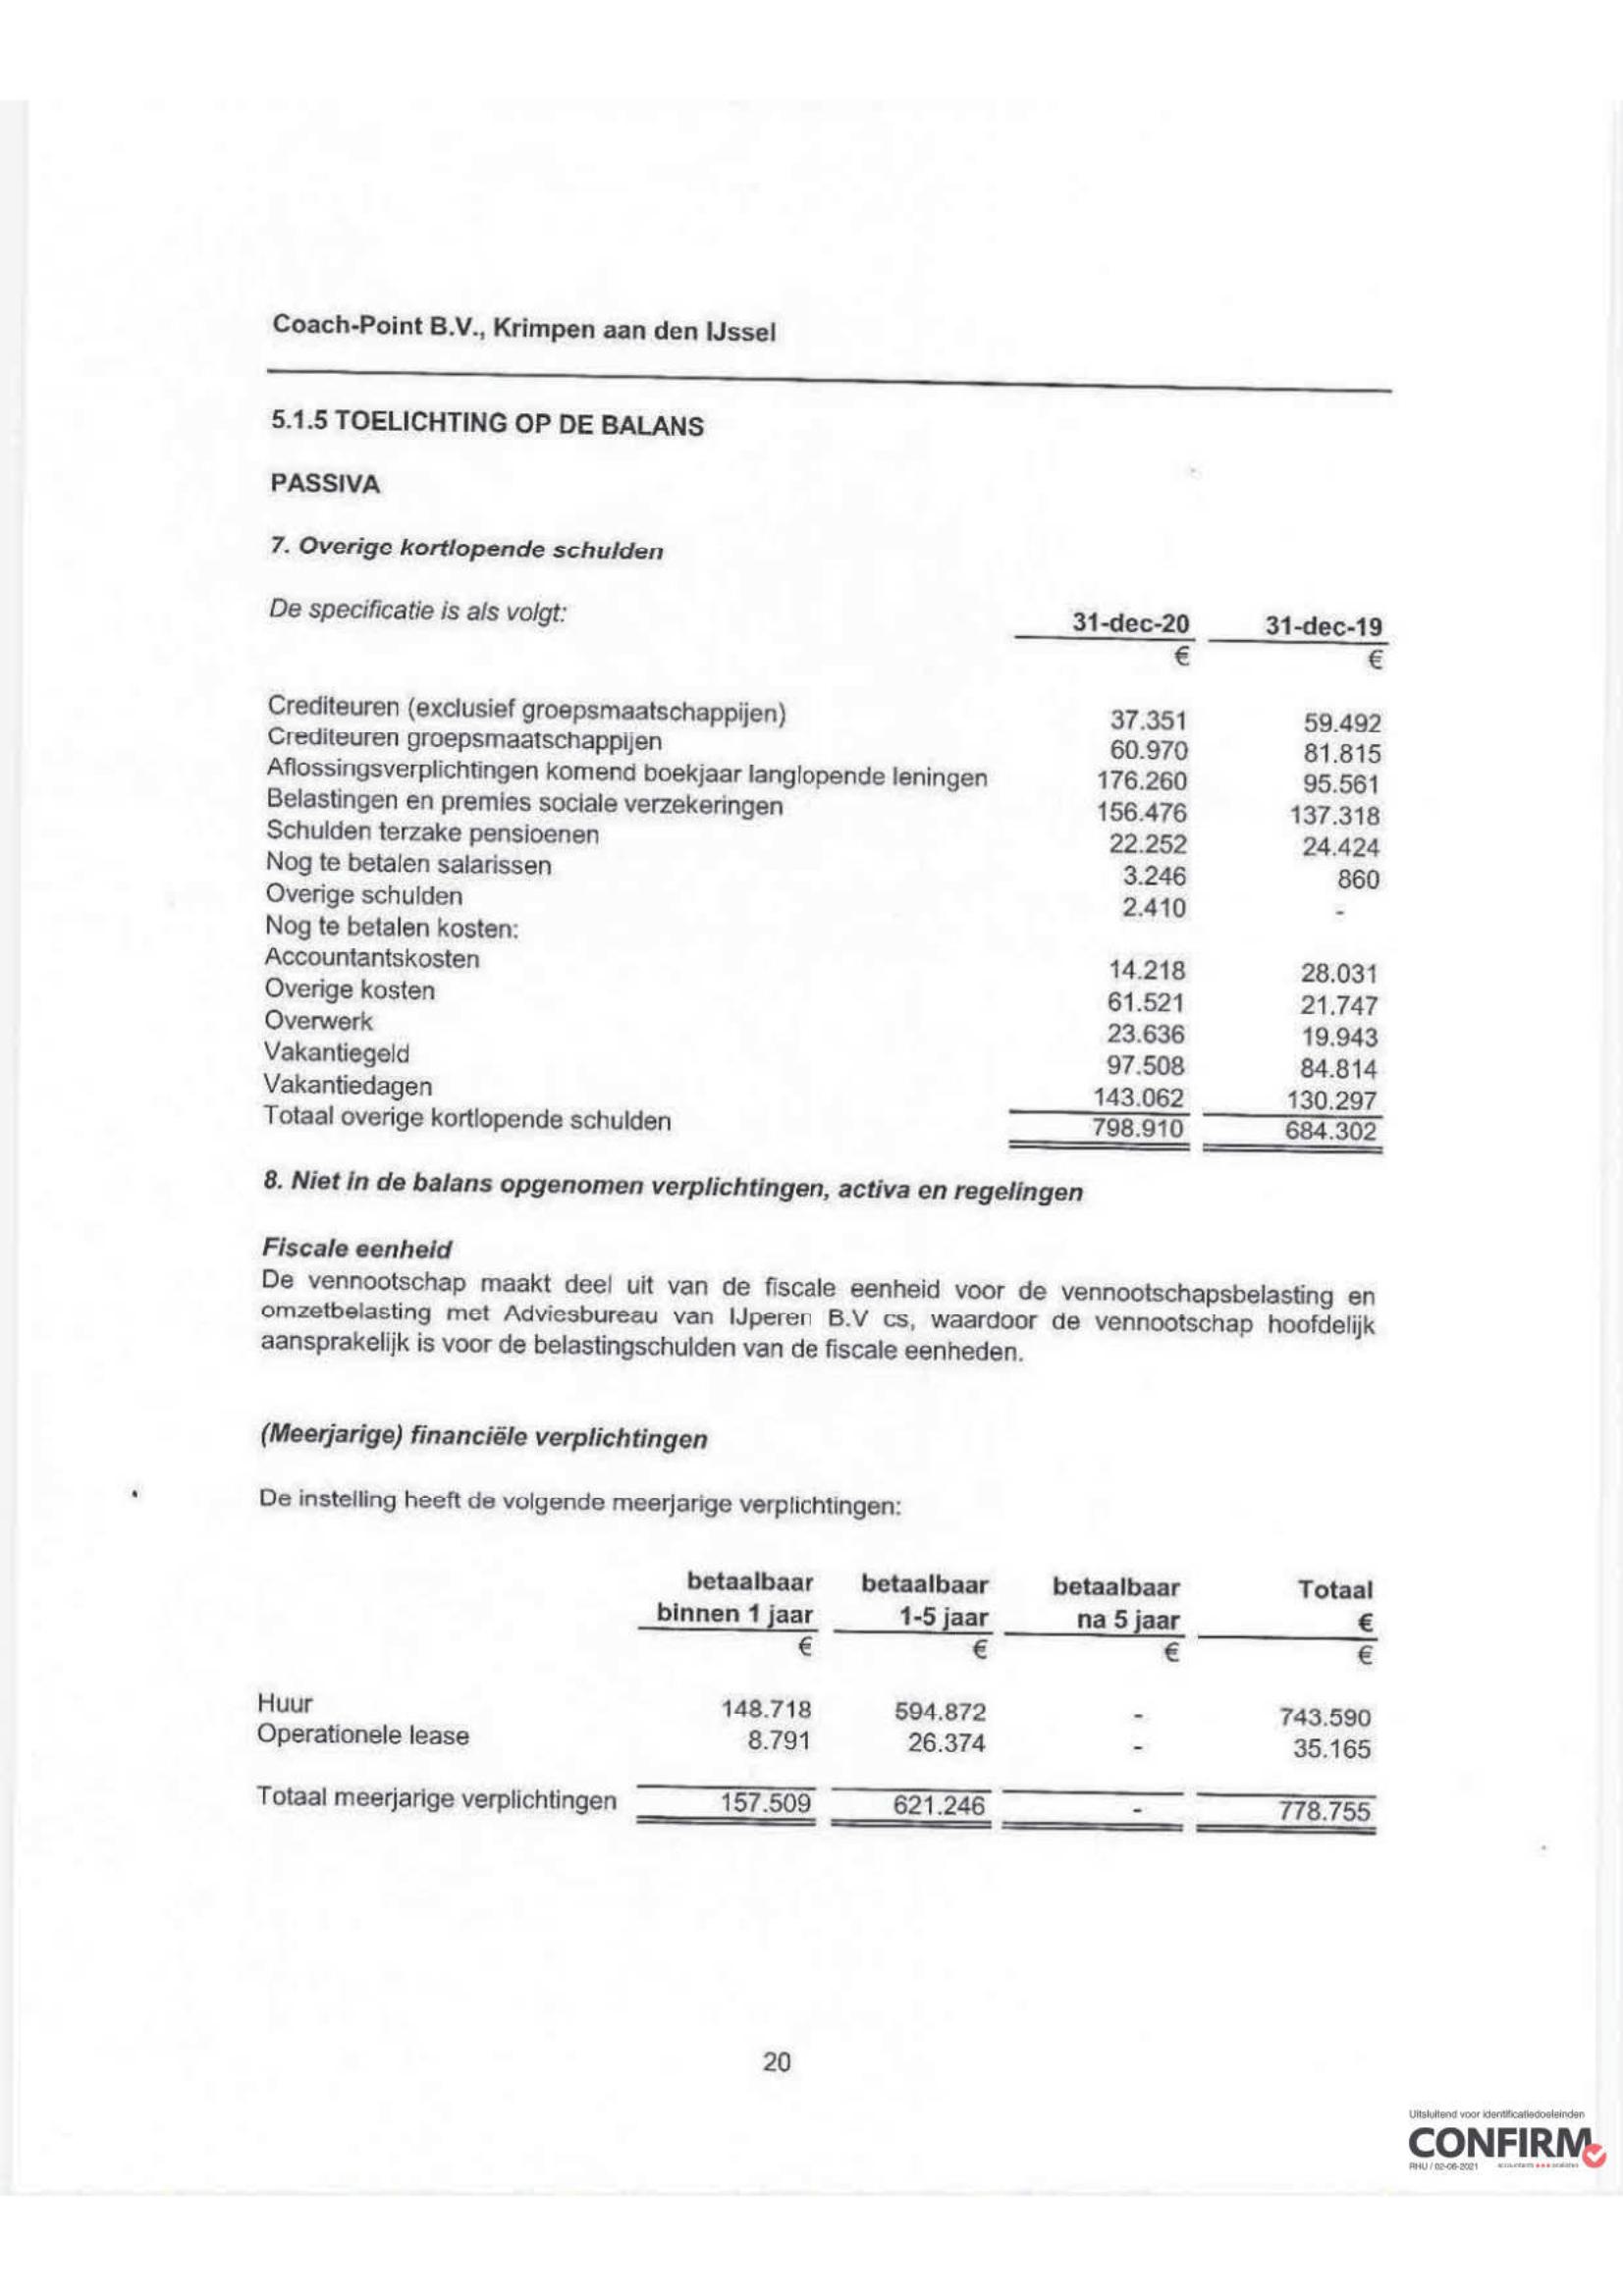 Coach-Point B.V., Krimpen aan den IJssel
5.1.5 TOELICHTING OP DE BALANS
PASSIVA
7. Overige kortlopende schulden
De specificatie is als volgt: 31-dec-20 31-dec-19
€ €
Crediteuren (exclusief groepsmaatschappijen) 37.351 59.492
Crediteuren groepsmaatschappijen 60.970 81.815
Aflossingsverplichtingen komend boekjaar langlopende leningen 176.260 95.561
Belastingen en premies sociale verzekeringen 156.476 137.318
Schulden terzake pensioenen 22.252 24.424
Nog te betalen salarissen 3.246 860
Overige schulden 2.410 -
Nog te betalen kosten:
Accountantskosten 14.218 28.031
Overige kosten 61.521 21.747
Overwerk 23.636 19.943
Vakantiegeld 97.508 84.814
Vakantiedagen 143.062 130.297
Totaal overige kortlopende schulden 798.910 684.302
8. Niet in de balans opgenomen verplichtingen, activa en regelingen
Fiscale eenheid
De vennootschap maakt deel uit van de fiscale eenheid voor de vennootschapsbelasting en
omzetbelasting met Adviesbureau van IJperen B.V cs, waardoor de vennootschap hoofdelijk
aansprakelijk is voor de belastingschulden van de fiscale eenheden.
(Meerjarige) financiële verplichtingen
De instelling heeft de volgende meerjarige verplichtingen:
betaalbaar betaalbaar betaalbaar Totaal
binnen 1 jaar 1-5 jaar na 5 jaar €
€ € € €
Huur 148.718 594.872 - 743.590
Operationele lease 8.791 26.374 - 35.165
Totaal meerjarige verplichtingen 157.509 621.246 - 778.755
20
Uitsluitend voor identificatiedoeleinden
CONFIRM
RHU / 02-06-2021